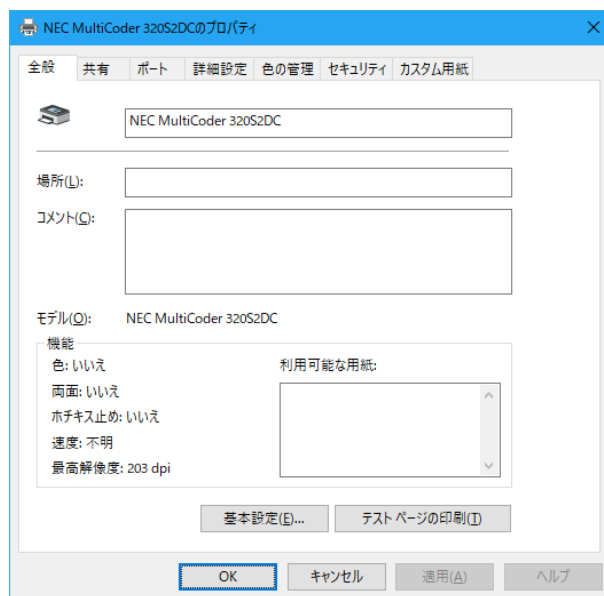 NEC MultiCoder 320S2DCのプロパティ
全般 共有 ポート 詳細設定 色の管理 セキュリティ カスタム用紙
NEC MultiCoder 320S2DC
場所(L):
コメント(C):
モデル(O): NEC MultiCoder 320S2DC
機能
色: いいえ 利用可能な用紙:
両面: いいえ
ホチキス止め: いいえ
速度: 不明
最高解像度: 203 dpi
基本設定(E)... テスト ページの印刷(T)
OK キャンセル 適用(A) ヘルプ